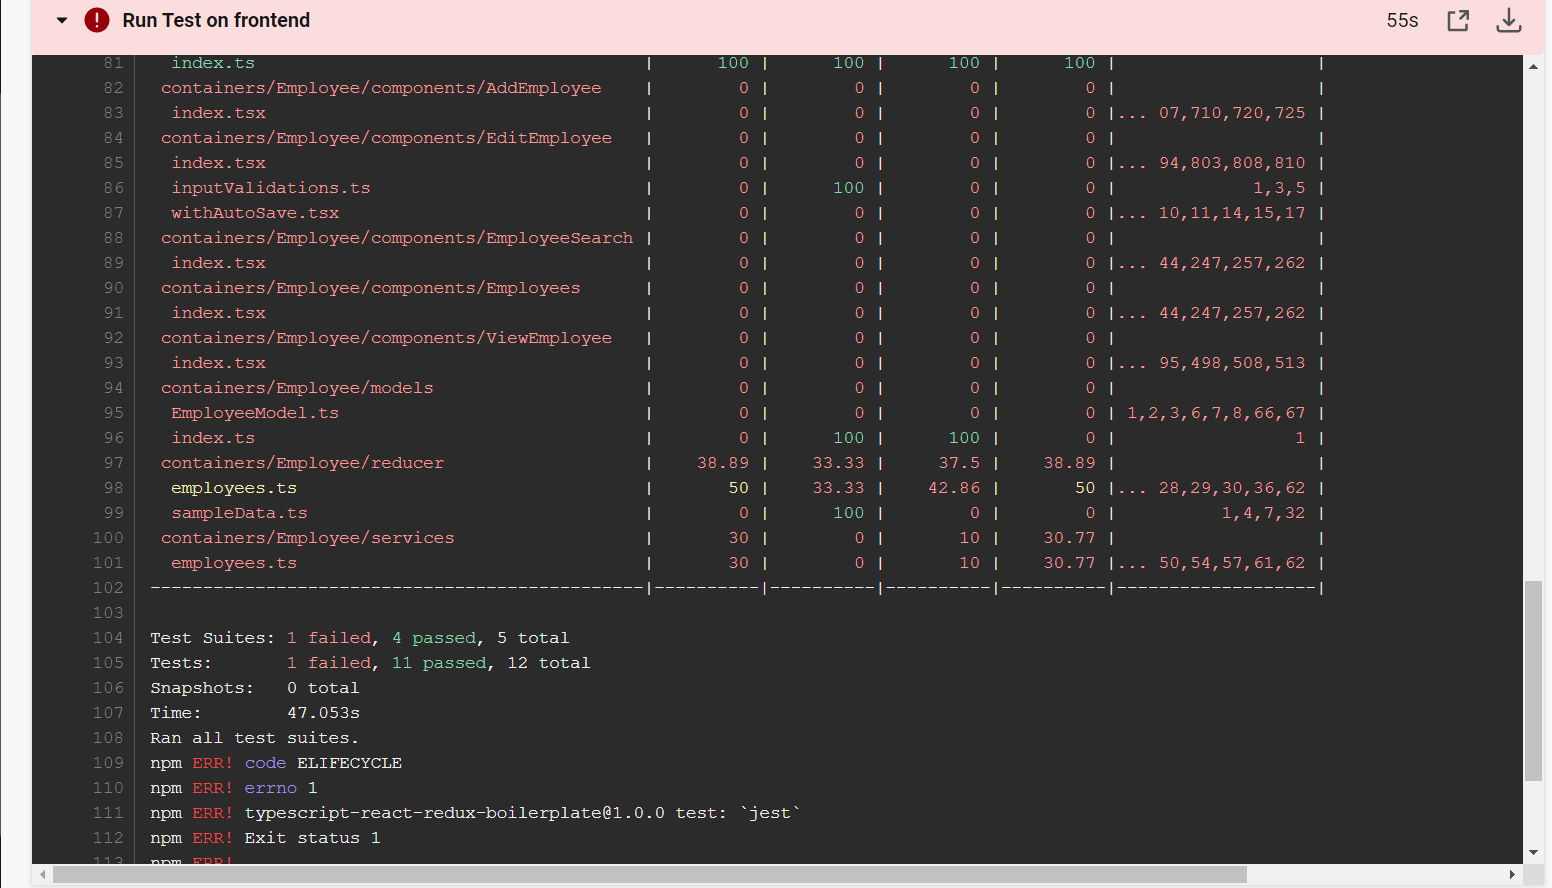 Run Test on frontend 55s
81 index.ts | 100 | 100 | 100 | 100 | |
82 containers/Employee/components/AddEmployee | 0 | 0 | 0 | 0 | |
83 index.tsx | 0 | 0 | 0 | 0 |... 07,710,720,725 |
84 containers/Employee/components/EditEmployee | 0 | 0 | 0 | 0 | |
85 index.tsx | 0 | 0 | 0 | 0 |... 94,803,808,810 |
86 inputValidations.ts | 0 | 100 | 0 | 0 | 1,3,5 |
87 withAutoSave.tsx | 0 | 0 | 0 | 0 |... 10,11,14,15,17 |
88 containers/Employee/components/EmployeeSearch | 0 | 0 | 0 | 0 | |
89 index.tsx | 0 | 0 | 0 | 0 |... 44,247,257,262 |
90 containers/Employee/components/Employees | 0 | 0 | 0 | 0 | |
91 index.tsx | 0 | 0 | 0 | 0 |... 44,247,257,262 |
92 containers/Employee/components/ViewEmployee | 0 | 0 | 0 | 0 | |
93 index.tsx | 0 | 0 | 0 | 0 |... 95,498,508,513 |
94 containers/Employee/models | 0 | 0 | 0 | 0 | |
95 EmployeeModel.ts | 0 | 0 | 0 | 0 | 1,2,3,6,7,8,66,67 |
96 index.ts | 0 | 100 | 100 | 0 | 1 |
97 containers/Employee/reducer | 38.89 | 33.33 | 37.5 | 38.89 | |
98 employees.ts | 50 | 33.33 | 42.86 | 50 |... 28,29,30,36,62 |
99 sampleData.ts | 0 | 100 | 0 | 0 | 1,4,7,32 |
100 containers/Employee/services | 30 | 0 | 10 | 30.77 | |
101 employees.ts | 30 | 0 | 10 | 30.77 |... 50,54,57,61,62 |
102 -----------------------------------------------|----------|----------|----------|----------|-------------------|
103
104 Test Suites: 1 failed, 4 passed, 5 total
105 Tests: 1 failed, 11 passed, 12 total
106 Snapshots: 0 total
107 Time: 47.053s
108 Ran all test suites.
109 npm ERR! code ELIFECYCLE
110 npm ERR! errno 1
111 npm ERR! typescript-react-redux-boilerplate@1.0.0 test: `jest`
112 npm ERR! Exit status 1
113 npm ERR!